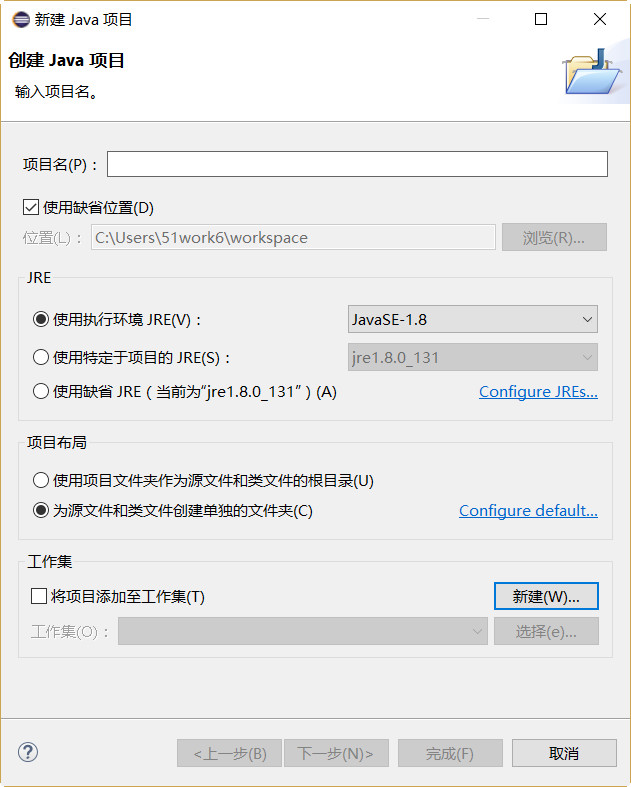 新建 Java 项目
创建 Java 项目
输入项目名。
项目名(P)：
使用缺省位置(D)
位置(L)： C:\Users\51work6\workspace 浏览(R)...
JRE
使用执行环境 JRE(V)： JavaSE-1.8
使用特定于项目的 JRE(S)： jre1.8.0_131
使用缺省 JRE（当前为“jre1.8.0_131”）(A) Configure JREs...
项目布局
使用项目文件夹作为源文件和类文件的根目录(U)
为源文件和类文件创建单独的文件夹(C) Configure default...
工作集
将项目添加至工作集(T) 新建(W)...
工作集(O)： 选择(e)...
? <上一步(B) 下一步(N)> 完成(F) 取消